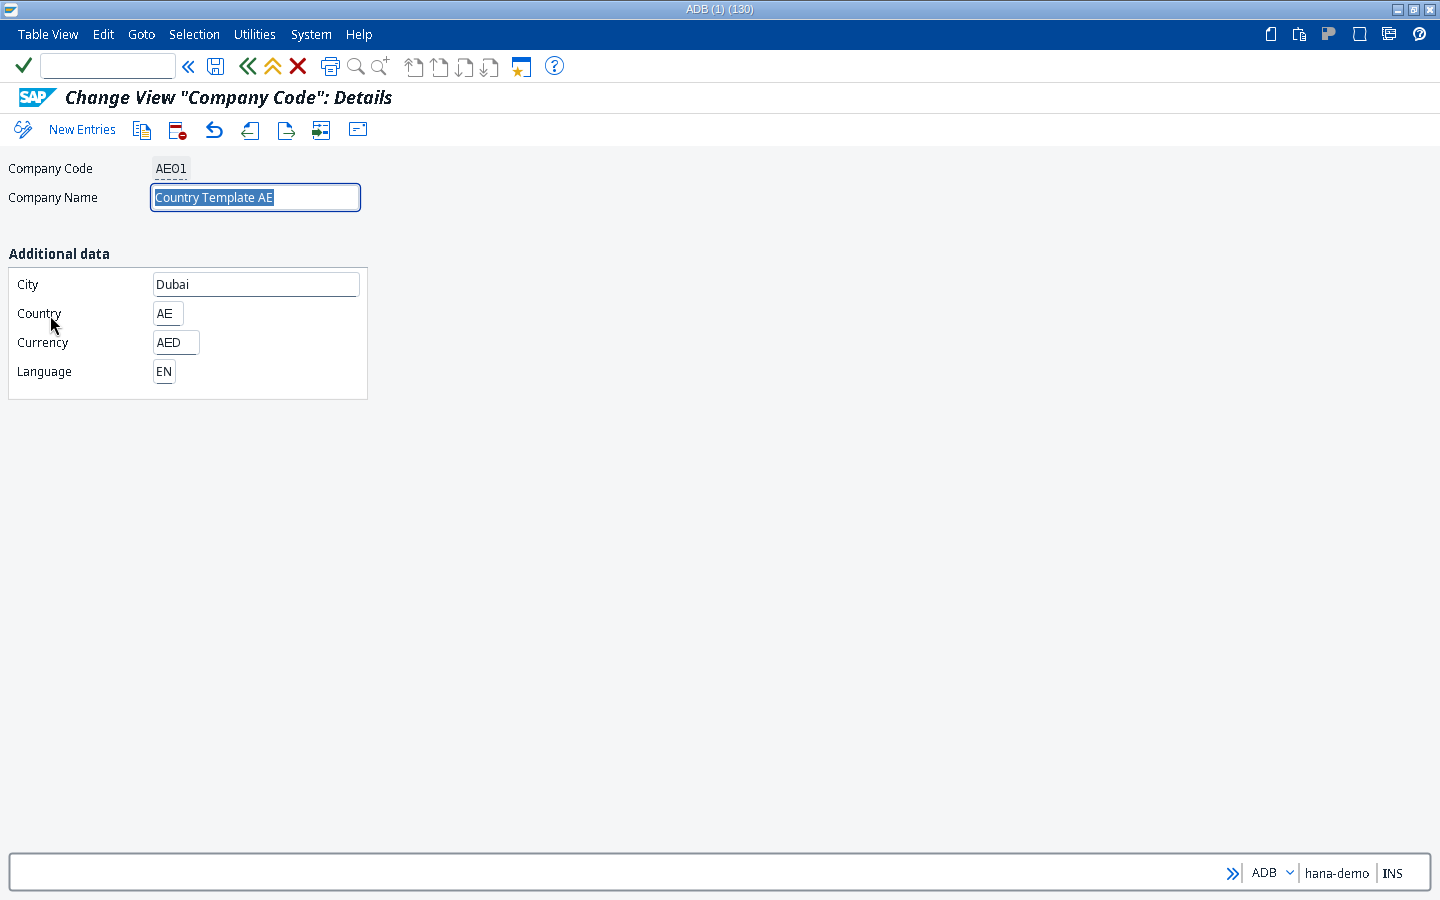 ADB (1) (130)
Table View Edit Goto Selection Utilities System Help
SAP Change View "Company Code": Details
New Entries
Company Code AE01
Company Name Country Template AE
Additional data
City Dubai
Country AE
Currency AED
Language EN
ADB hana-demo INS